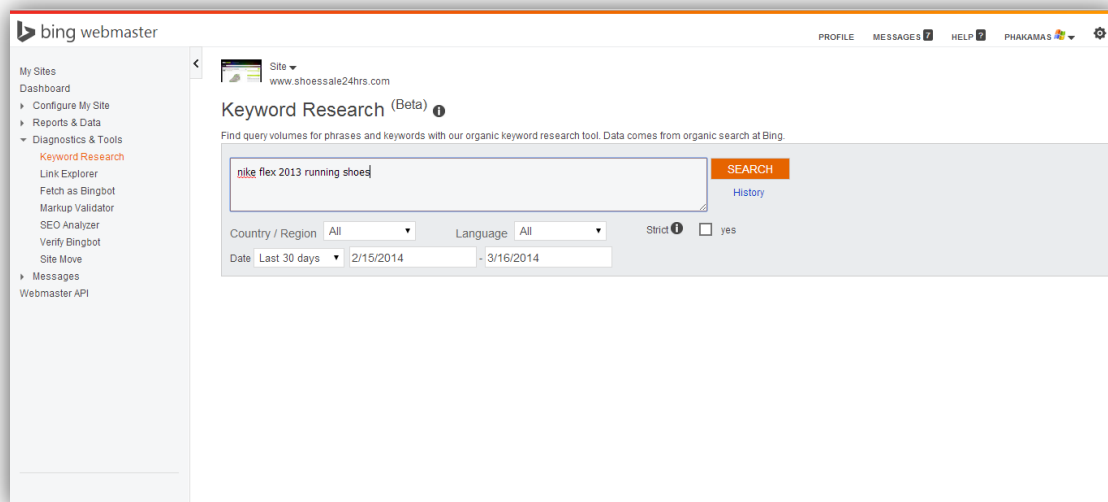 bing webmaster
PROFILE MESSAGES 7 HELP ? PHAKAMAS
My Sites
Dashboard
Configure My Site
Reports & Data
Diagnostics & Tools
Keyword Research
Link Explorer
Fetch as Bingbot
Markup Validator
SEO Analyzer
Verify Bingbot
Site Move
Messages
Webmaster API
Site
www.shoessale24hrs.com
Keyword Research (Beta)
Find query volumes for phrases and keywords with our organic keyword research tool. Data comes from organic search at Bing.
nike flex 2013 running shoes
SEARCH
History
Country / Region All Language All Strict yes
Date Last 30 days 2/15/2014 - 3/16/2014